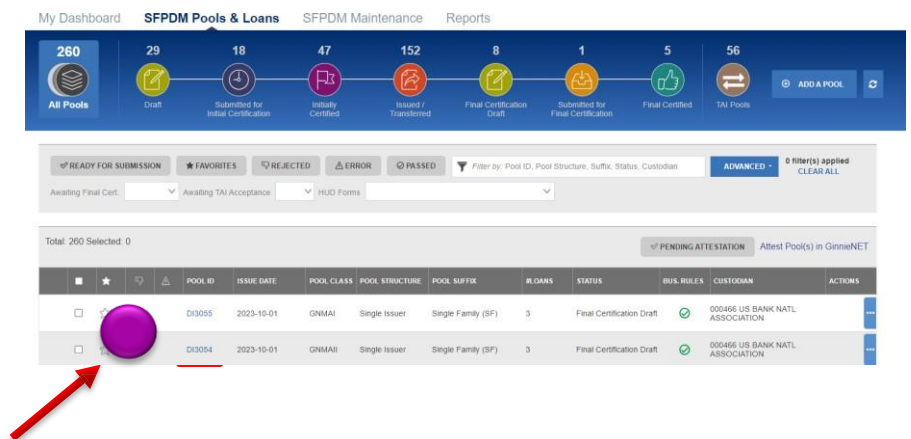 My Dashboard SFPDM Pools & Loans SFPDM Maintenance Reports
260 29 18 47 152 8 1 5 56
All Pools Draft Submitted for Initial Certification Initially Certified Issued / Transferred Final Certification Draft Submitted for Final Certification Final Certified TAI Pools ADD A POOL
READY FOR SUBMISSION FAVORITES REJECTED ERROR PASSED Filter by: Pool ID, Pool Structure, Suffix, Status, Custodian ADVANCED 0 filter(s) applied
CLEAR ALL
Awaiting Final Cert. Awaiting TAI Acceptance HUD Forms
Total: 260 Selected: 0
PENDING ATTESTATION Attest Pool(s) in GinnieNET
POOL ID ISSUE DATE POOL CLASS POOL STRUCTURE POOL SUFFIX #LOANS STATUS BUS. RULES CUSTODIAN ACTIONS
DI3055 2023-10-01 GNMAI Single Issuer Single Family (SF) 3 Final Certification Draft 000466 US BANK NATL ASSOCIATION
DI3054 2023-10-01 GNMAII Single Issuer Single Family (SF) 3 Final Certification Draft 000466 US BANK NATL ASSOCIATION